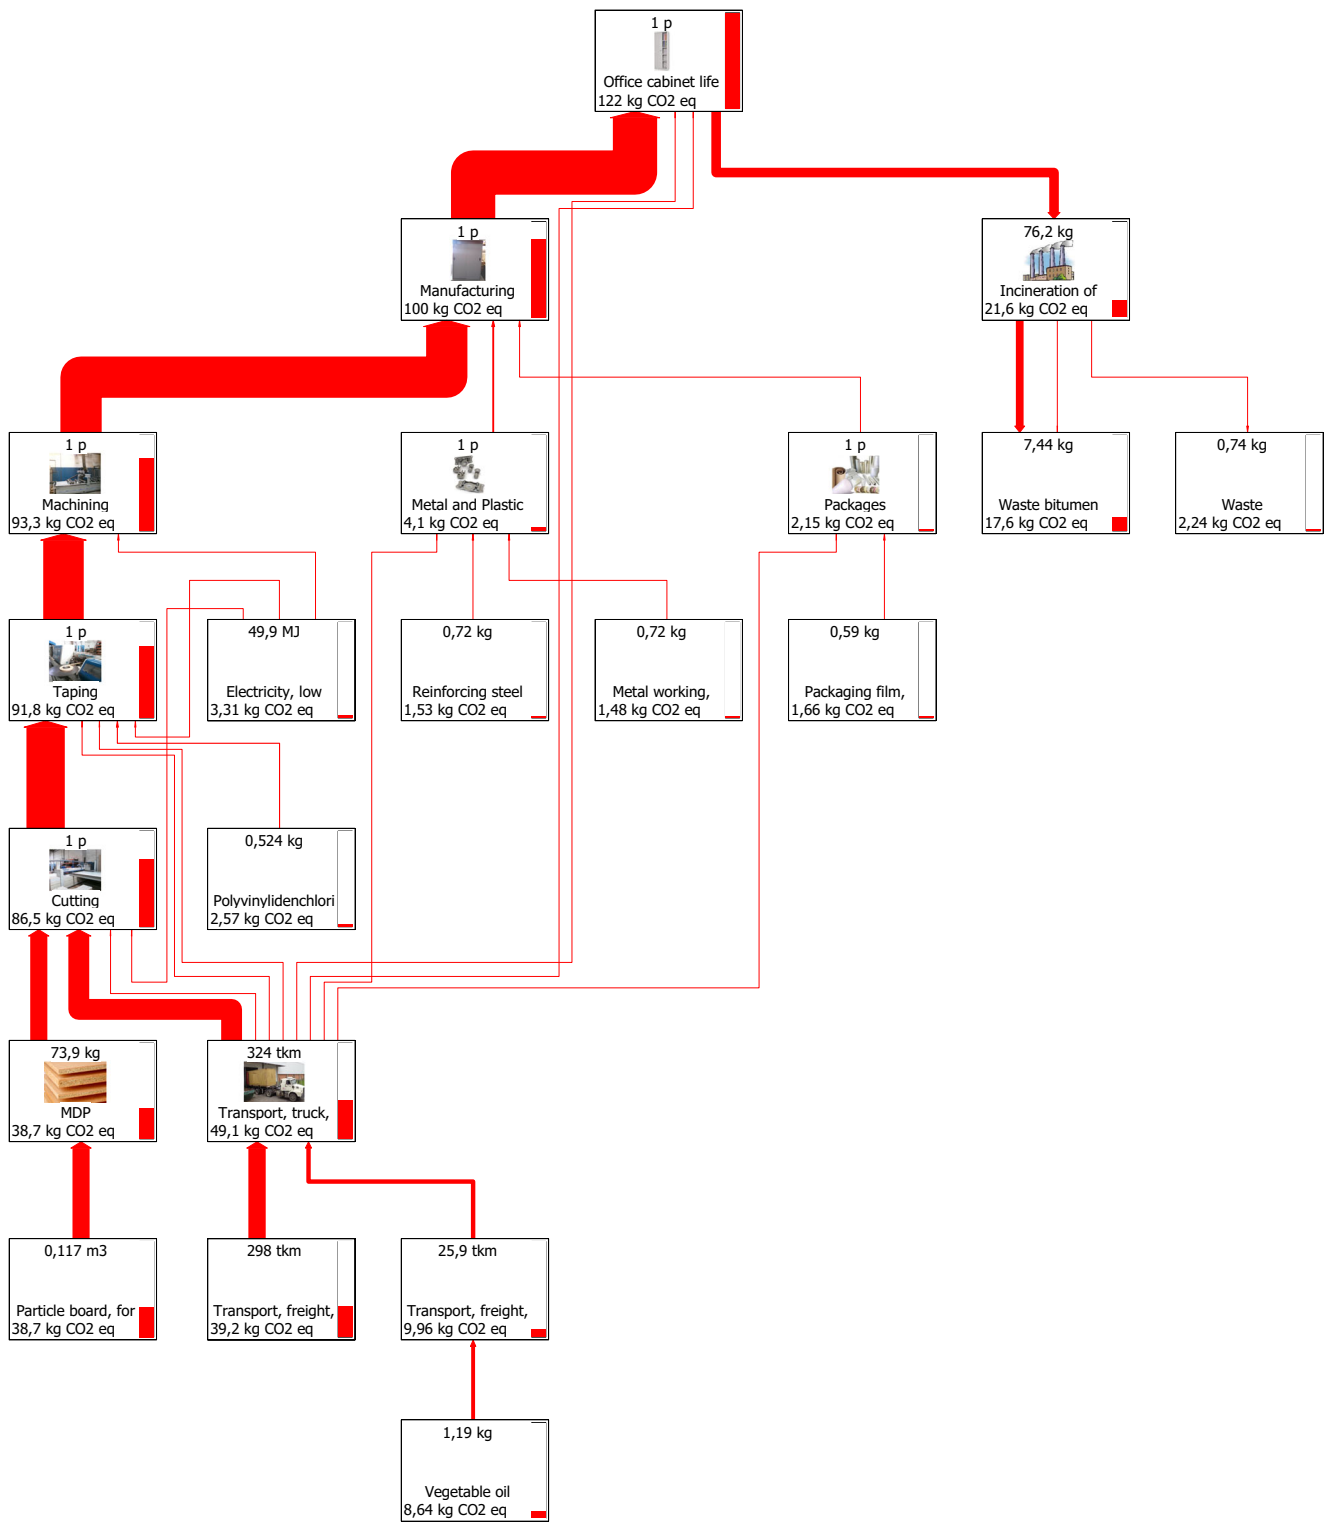 1 p
Office cabinet life
122 kg CO2 eq
1 p
Manufacturing
100 kg CO2 eq
76,2 kg
Incineration of
21,6 kg CO2 eq
1 p
Machining
93,3 kg CO2 eq
1 p
Metal and Plastic
4,1 kg CO2 eq
1 p
Packages
2,15 kg CO2 eq
7,44 kg
Waste bitumen
17,6 kg CO2 eq
0,74 kg
Waste
2,24 kg CO2 eq
1 p
Taping
91,8 kg CO2 eq
49,9 MJ
Electricity, low
3,31 kg CO2 eq
0,72 kg
Reinforcing steel
1,53 kg CO2 eq
0,72 kg
Metal working,
1,48 kg CO2 eq
0,59 kg
Packaging film,
1,66 kg CO2 eq
1 p
Cutting
86,5 kg CO2 eq
0,524 kg
Polyvinylidenchlori
2,57 kg CO2 eq
73,9 kg
MDP
38,7 kg CO2 eq
324 tkm
Transport, truck,
49,1 kg CO2 eq
0,117 m3
Particle board, for
38,7 kg CO2 eq
298 tkm
Transport, freight,
39,2 kg CO2 eq
25,9 tkm
Transport, freight,
9,96 kg CO2 eq
1,19 kg
Vegetable oil
8,64 kg CO2 eq